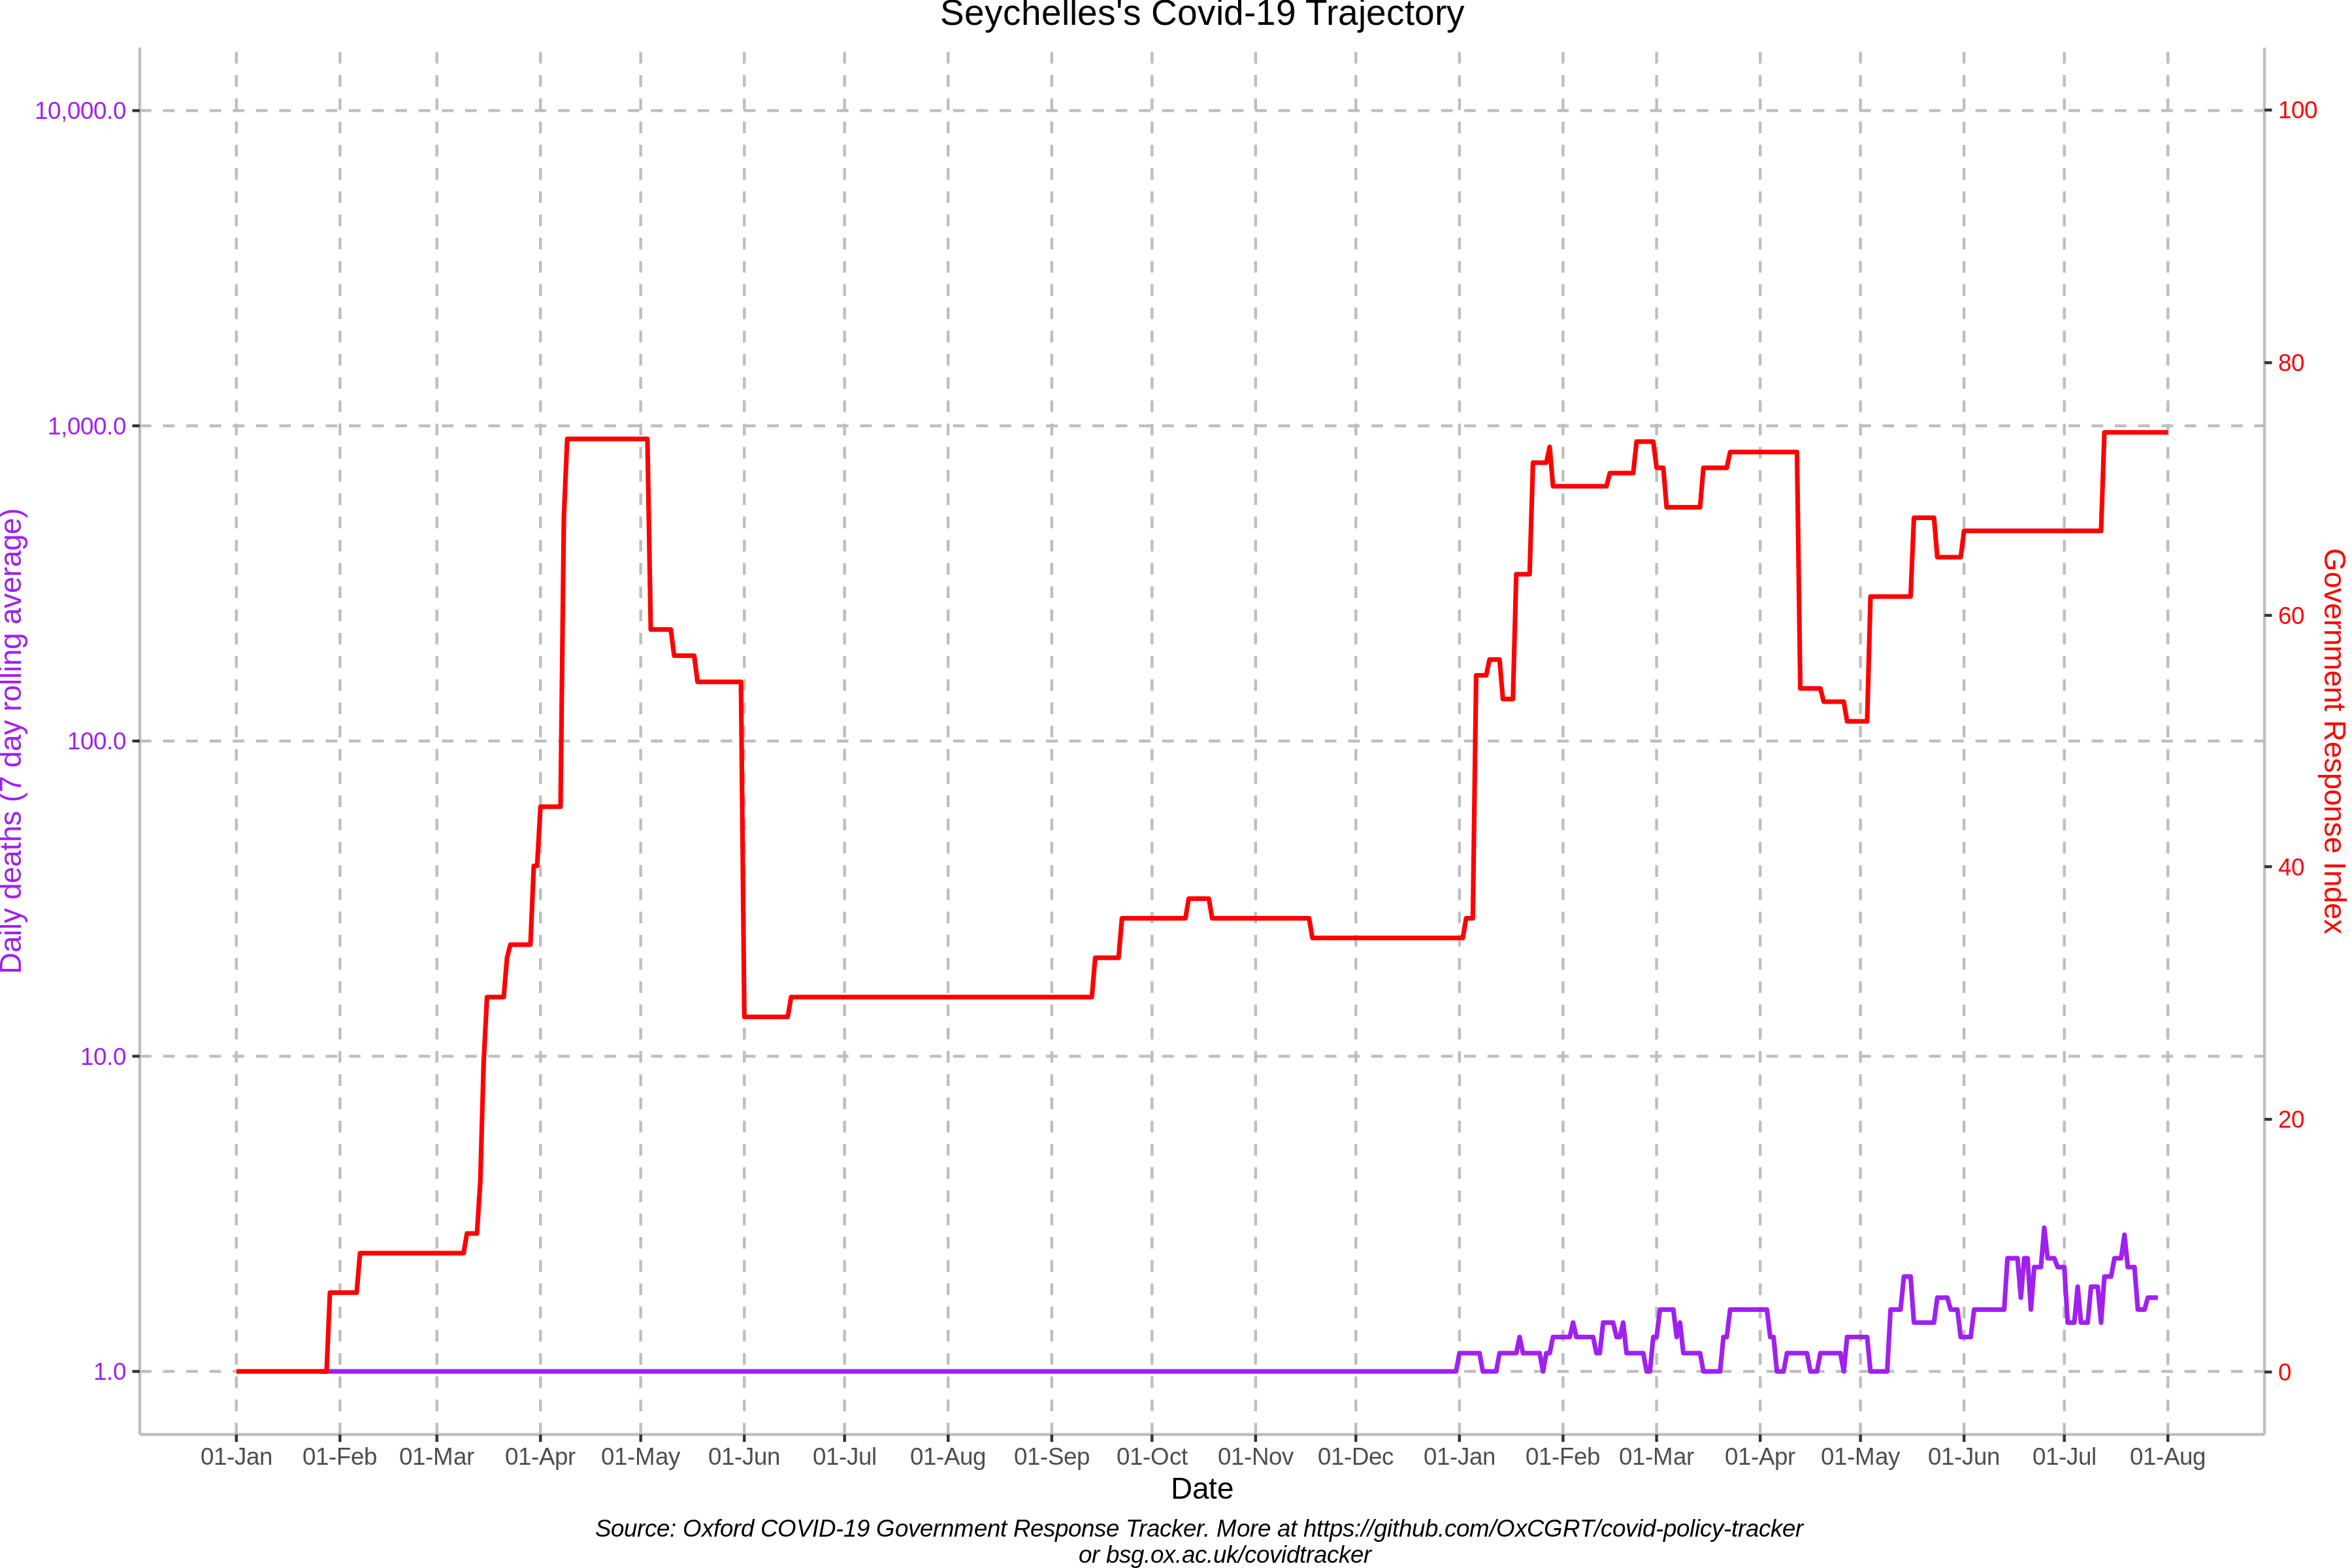 Seychelles's Covid-19 Trajectory
10,000.0
1,000.0
100.0
10.0
1.0
Daily deaths (7 day rolling average)
100
80
60
40
20
0
Government Response Index
01-Jan 01-Feb 01-Mar 01-Apr 01-May 01-Jun 01-Jul 01-Aug 01-Sep 01-Oct 01-Nov 01-Dec 01-Jan 01-Feb 01-Mar 01-Apr 01-May 01-Jun 01-Jul 01-Aug
Date
Source: Oxford COVID-19 Government Response Tracker. More at https://github.com/OxCGRT/covid-policy-tracker
or bsg.ox.ac.uk/covidtracker